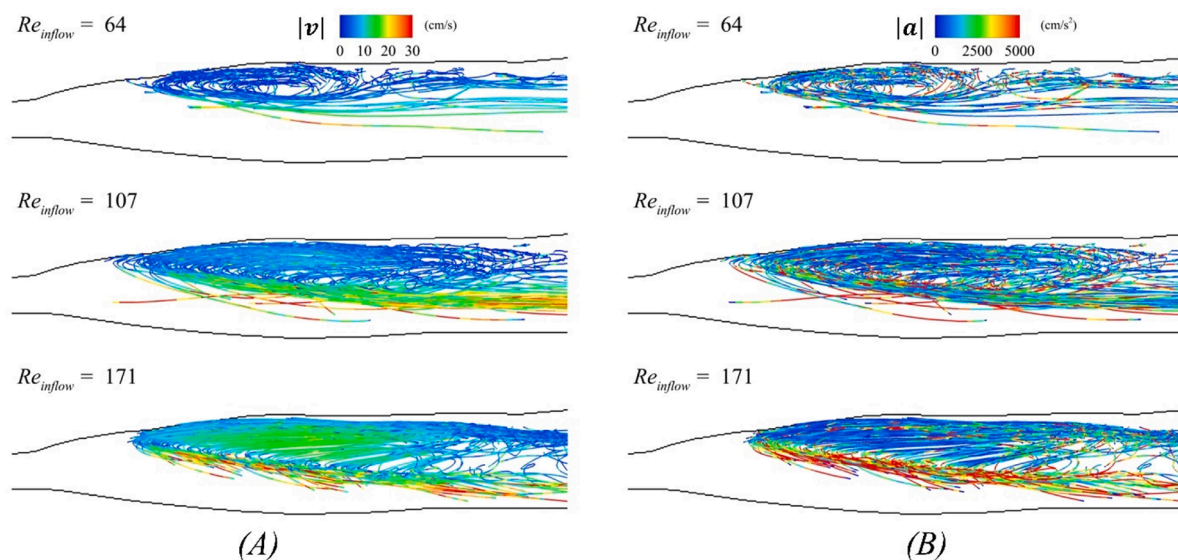 Re_inflow = 64
|v|
(cm/s)
0 10 20 30
Re_inflow = 64
|a|
(cm/s²)
0 2500 5000
Re_inflow = 107
Re_inflow = 107
Re_inflow = 171
Re_inflow = 171
(A)
(B)